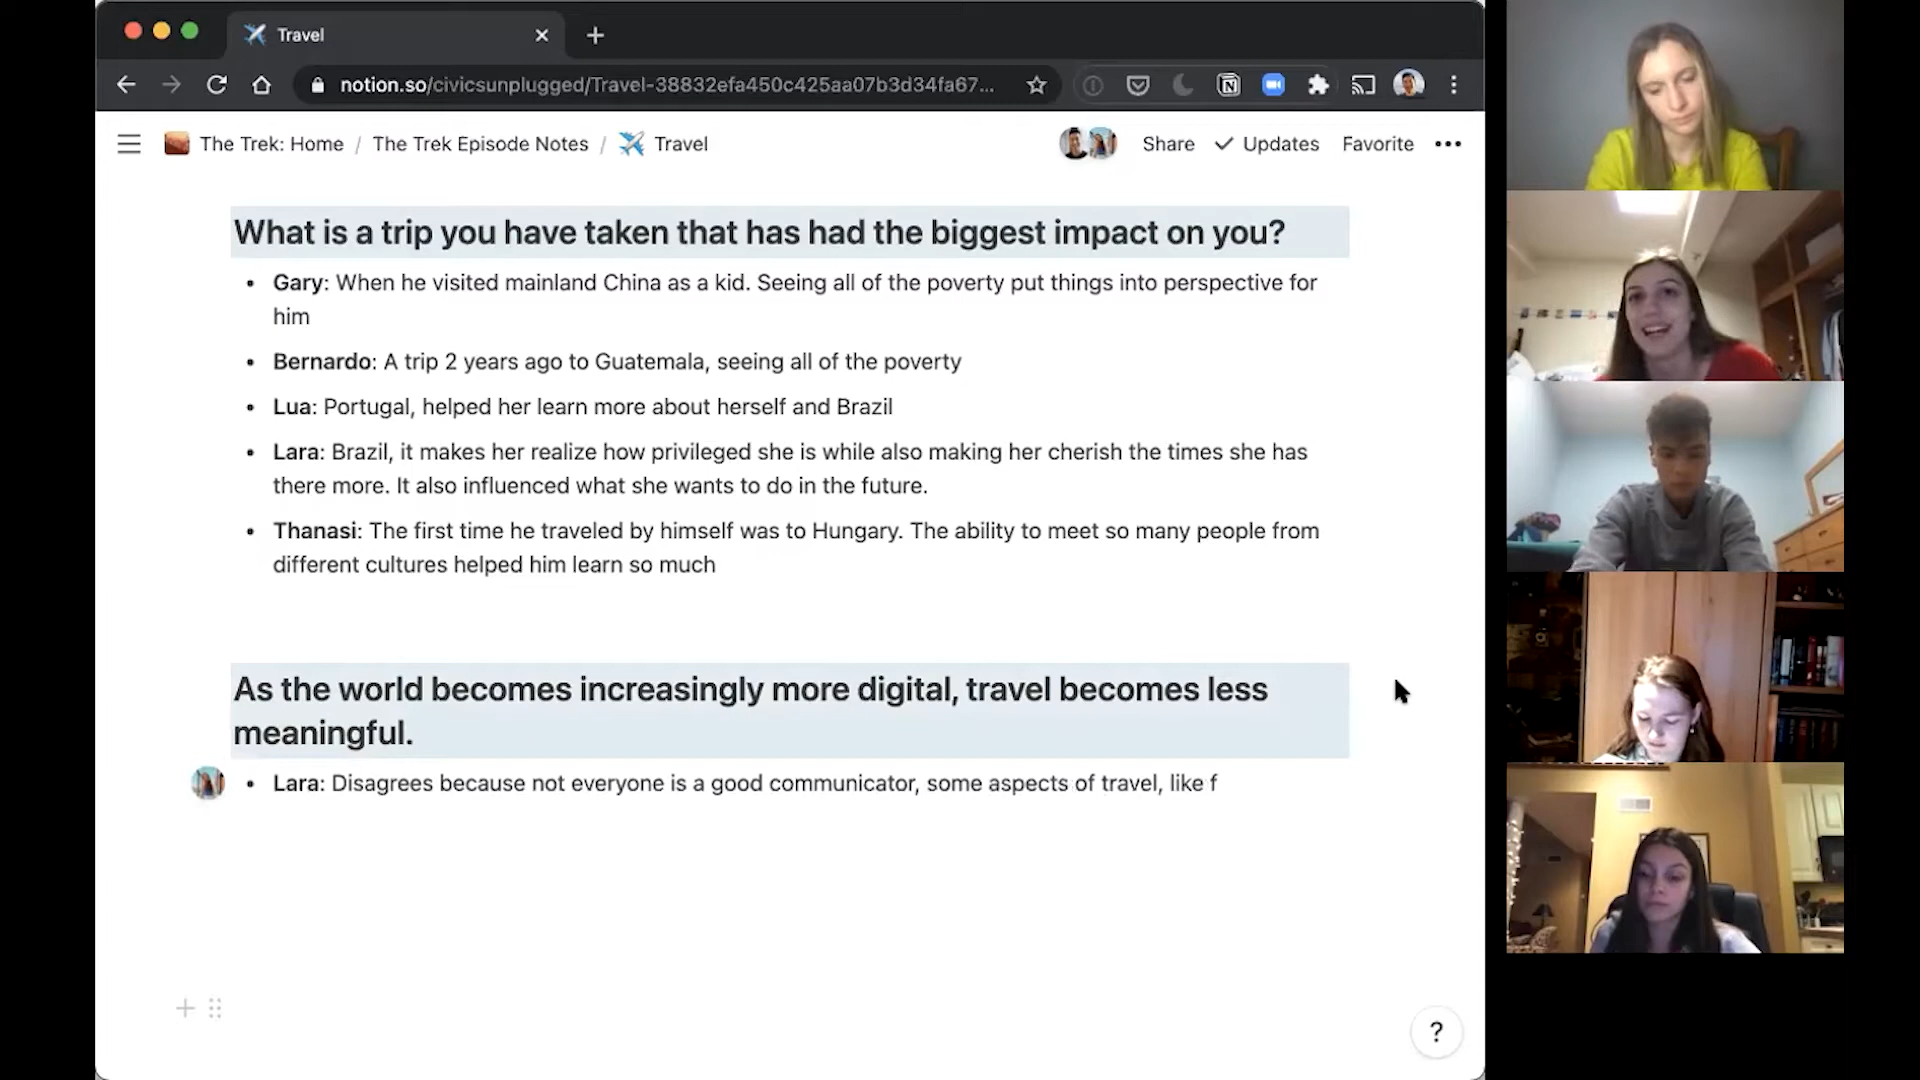 Travel
notion.so/civicsunplugged/Travel-38832efa450c425aa07b3d34fa67...
The Trek: Home / The Trek Episode Notes / Travel
Share Updates Favorite
What is a trip you have taken that has had the biggest impact on you?
• Gary: When he visited mainland China as a kid. Seeing all of the poverty put things into perspective for
him
• Bernardo: A trip 2 years ago to Guatemala, seeing all of the poverty
• Lua: Portugal, helped her learn more about herself and Brazil
• Lara: Brazil, it makes her realize how privileged she is while also making her cherish the times she has
there more. It also influenced what she wants to do in the future.
• Thanasi: The first time he traveled by himself was to Hungary. The ability to meet so many people from
different cultures helped him learn so much
As the world becomes increasingly more digital, travel becomes less
meaningful.
• Lara: Disagrees because not everyone is a good communicator, some aspects of travel, like f
?